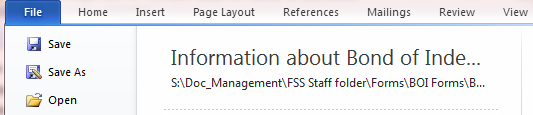 File Home Insert Page Layout References Mailings Review View
Save
Save As
Open
Information about Bond of Inde...
S:\Doc_Management\FSS Staff folder\Forms\BOI Forms\B...